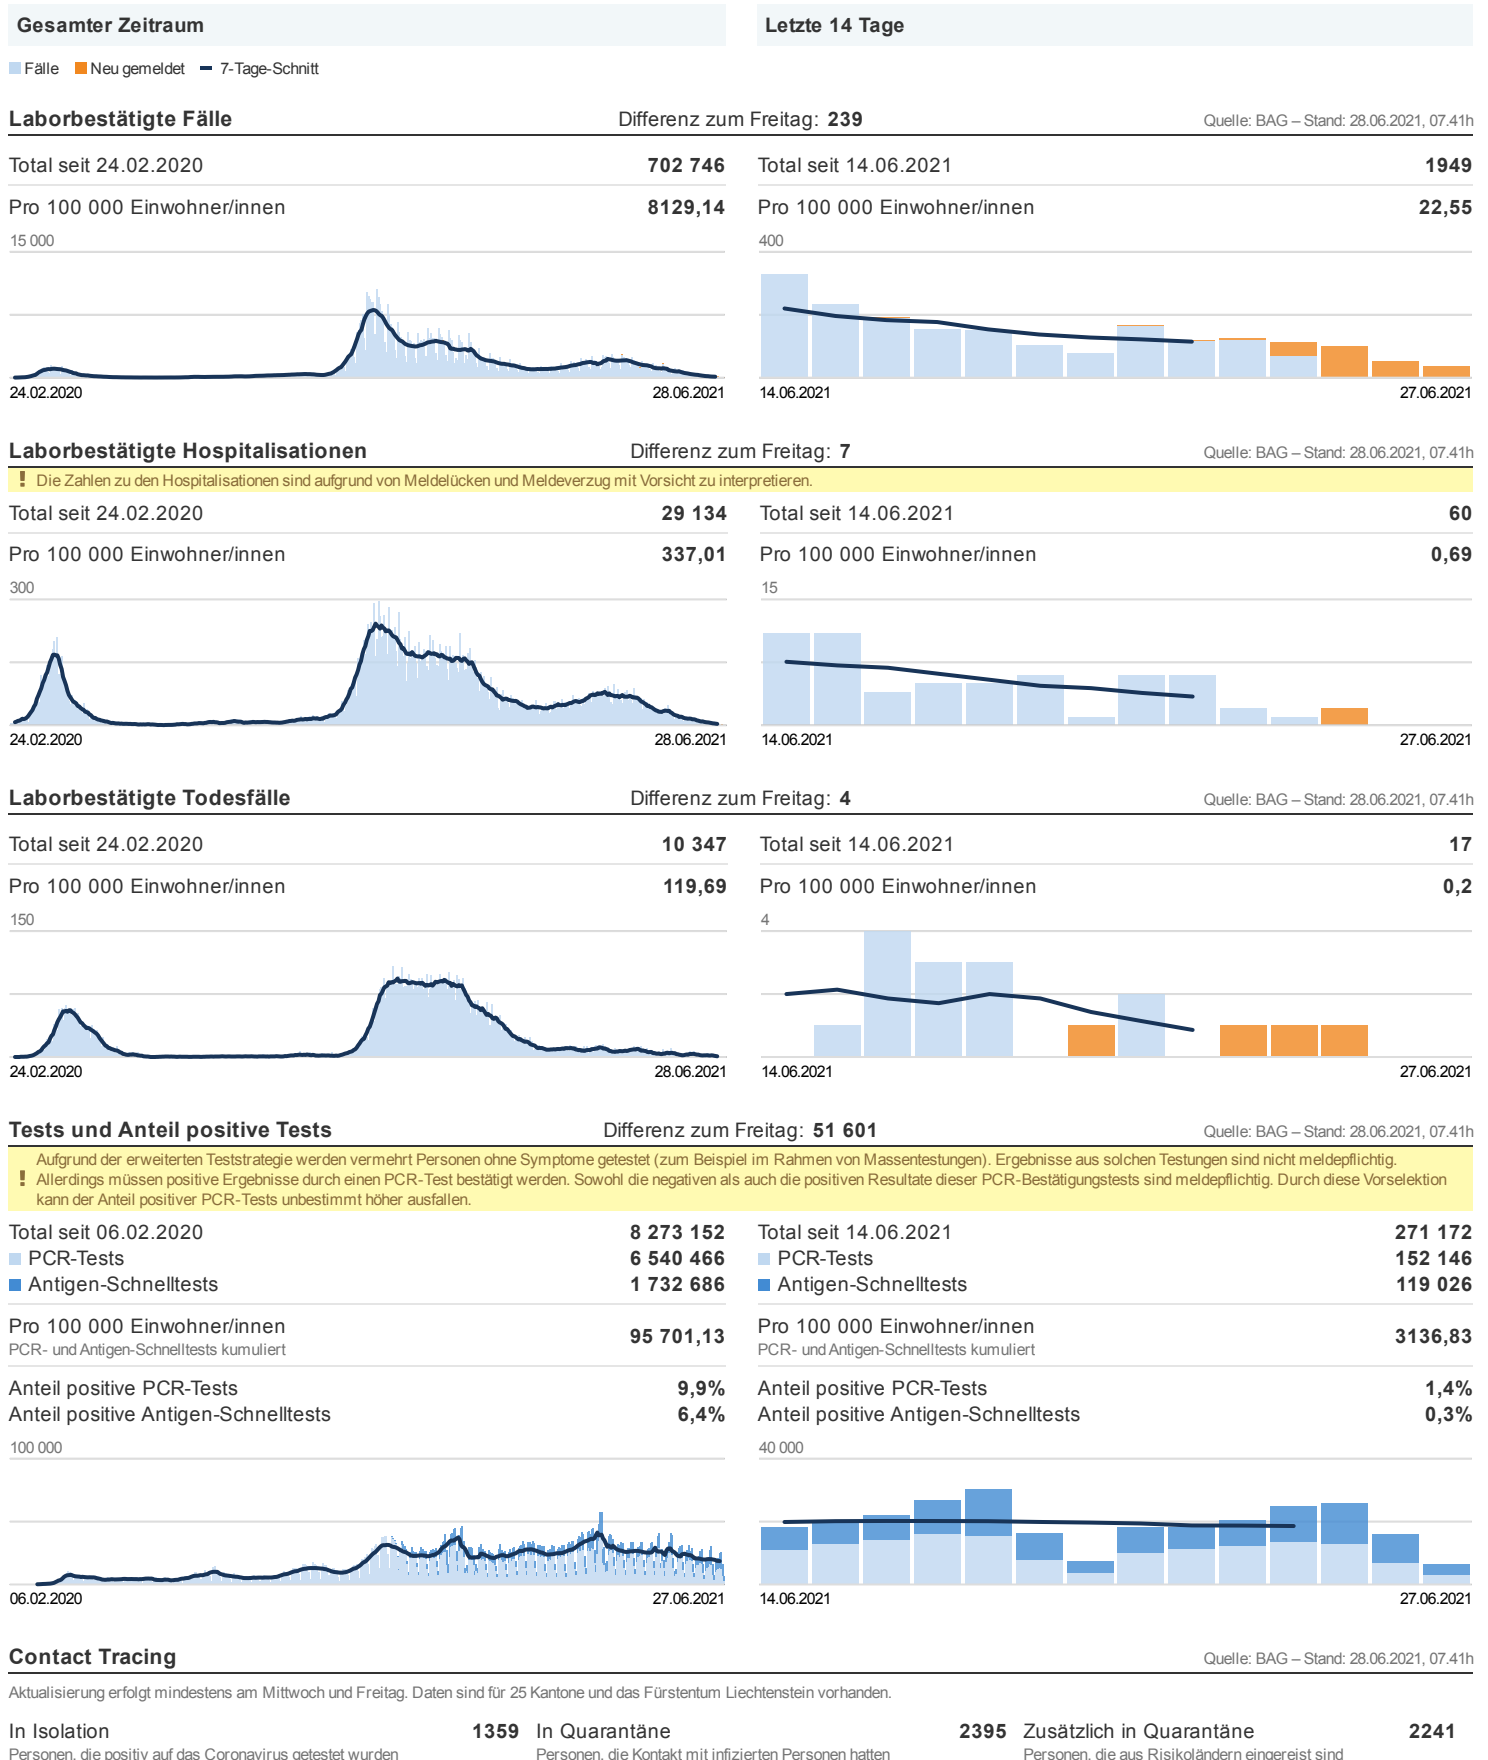 Gesamter Zeitraum
Letzte 14 Tage
Fälle Neu gemeldet 7-Tage-Schnitt
Laborbestätigte Fälle Differenz zum Freitag: 239 Quelle: BAG – Stand: 28.06.2021, 07.41h
Total seit 24.02.2020 702 746
Pro 100 000 Einwohner/innen 8129,14
15 000
24.02.2020 28.06.2021
Total seit 14.06.2021 1949
Pro 100 000 Einwohner/innen 22,55
400
14.06.2021 27.06.2021
Laborbestätigte Hospitalisationen Differenz zum Freitag: 7 Quelle: BAG – Stand: 28.06.2021, 07.41h
! Die Zahlen zu den Hospitalisationen sind aufgrund von Meldelücken und Meldeverzug mit Vorsicht zu interpretieren.
Total seit 24.02.2020 29 134
Pro 100 000 Einwohner/innen 337,01
300
24.02.2020 28.06.2021
Total seit 14.06.2021 60
Pro 100 000 Einwohner/innen 0,69
15
14.06.2021 27.06.2021
Laborbestätigte Todesfälle Differenz zum Freitag: 4 Quelle: BAG – Stand: 28.06.2021, 07.41h
Total seit 24.02.2020 10 347
Pro 100 000 Einwohner/innen 119,69
150
24.02.2020 28.06.2021
Total seit 14.06.2021 17
Pro 100 000 Einwohner/innen 0,2
4
14.06.2021 27.06.2021
Tests und Anteil positive Tests Differenz zum Freitag: 51 601 Quelle: BAG – Stand: 28.06.2021, 07.41h
Aufgrund der erweiterten Teststrategie werden vermehrt Personen ohne Symptome getestet (zum Beispiel im Rahmen von Massentestungen). Ergebnisse aus solchen Testungen sind nicht meldepflichtig.
! Allerdings müssen positive Ergebnisse durch einen PCR-Test bestätigt werden. Sowohl die negativen als auch die positiven Resultate dieser PCR-Bestätigungstests sind meldepflichtig. Durch diese Vorselektion
kann der Anteil positiver PCR-Tests unbestimmt höher ausfallen.
Total seit 06.02.2020 8 273 152
PCR-Tests 6 540 466
Antigen-Schnelltests 1 732 686
Pro 100 000 Einwohner/innen 95 701,13
PCR- und Antigen-Schnelltests kumuliert
Anteil positive PCR-Tests 9,9%
Anteil positive Antigen-Schnelltests 6,4%
100 000
06.02.2020 27.06.2021
Total seit 14.06.2021 271 172
PCR-Tests 152 146
Antigen-Schnelltests 119 026
Pro 100 000 Einwohner/innen 3136,83
PCR- und Antigen-Schnelltests kumuliert
Anteil positive PCR-Tests 1,4%
Anteil positive Antigen-Schnelltests 0,3%
40 000
14.06.2021 27.06.2021
Contact Tracing Quelle: BAG – Stand: 28.06.2021, 07.41h
Aktualisierung erfolgt mindestens am Mittwoch und Freitag. Daten sind für 25 Kantone und das Fürstentum Liechtenstein vorhanden.
In Isolation 1359
Personen, die positiv auf das Coronavirus getestet wurden
In Quarantäne 2395
Personen, die Kontakt mit infizierten Personen hatten
Zusätzlich in Quarantäne 2241
Personen, die aus Risikoländern eingereist sind